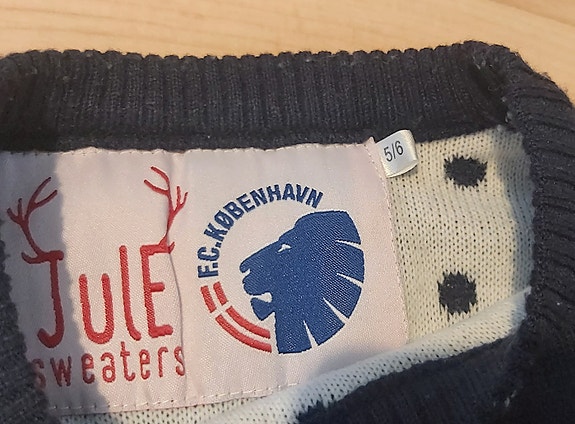 JulE
sweaters
F.C. KØBENHAVN
5/6